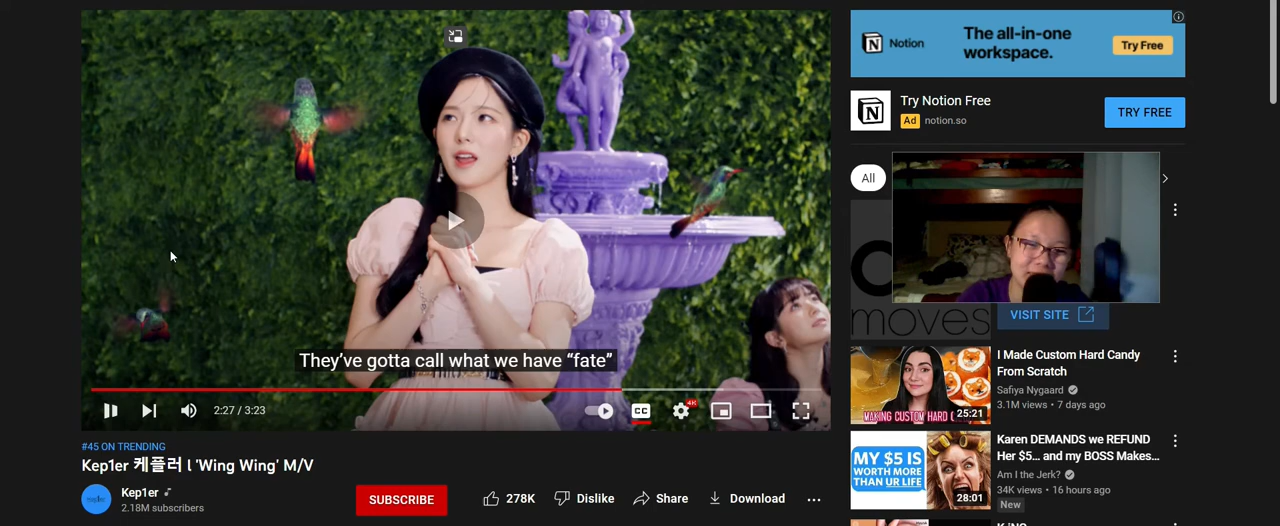 They've gotta call what we have “fate”
CC
4K
2:27 / 3:23
#45 ON TRENDING
Kep1er 케플러 l 'Wing Wing' M/V
Kep1er
2.18M subscribers
SUBSCRIBE
278K
Dislike
Share
Download
Notion
The all-in-one
workspace.
Try Free
Try Notion Free
Ad notion.so
TRY FREE
All
moves
VISIT SITE
MAKING CUSTOM HARD
25:21
I Made Custom Hard Candy
From Scratch
Safiya Nygaard
3.1M views • 7 days ago
MY $5 IS
WORTH MORE
THAN UR LIFE
28:01
Karen DEMANDS we REFUND
Her $5... and my BOSS Makes...
Am I the Jerk?
34K views • 16 hours ago
New